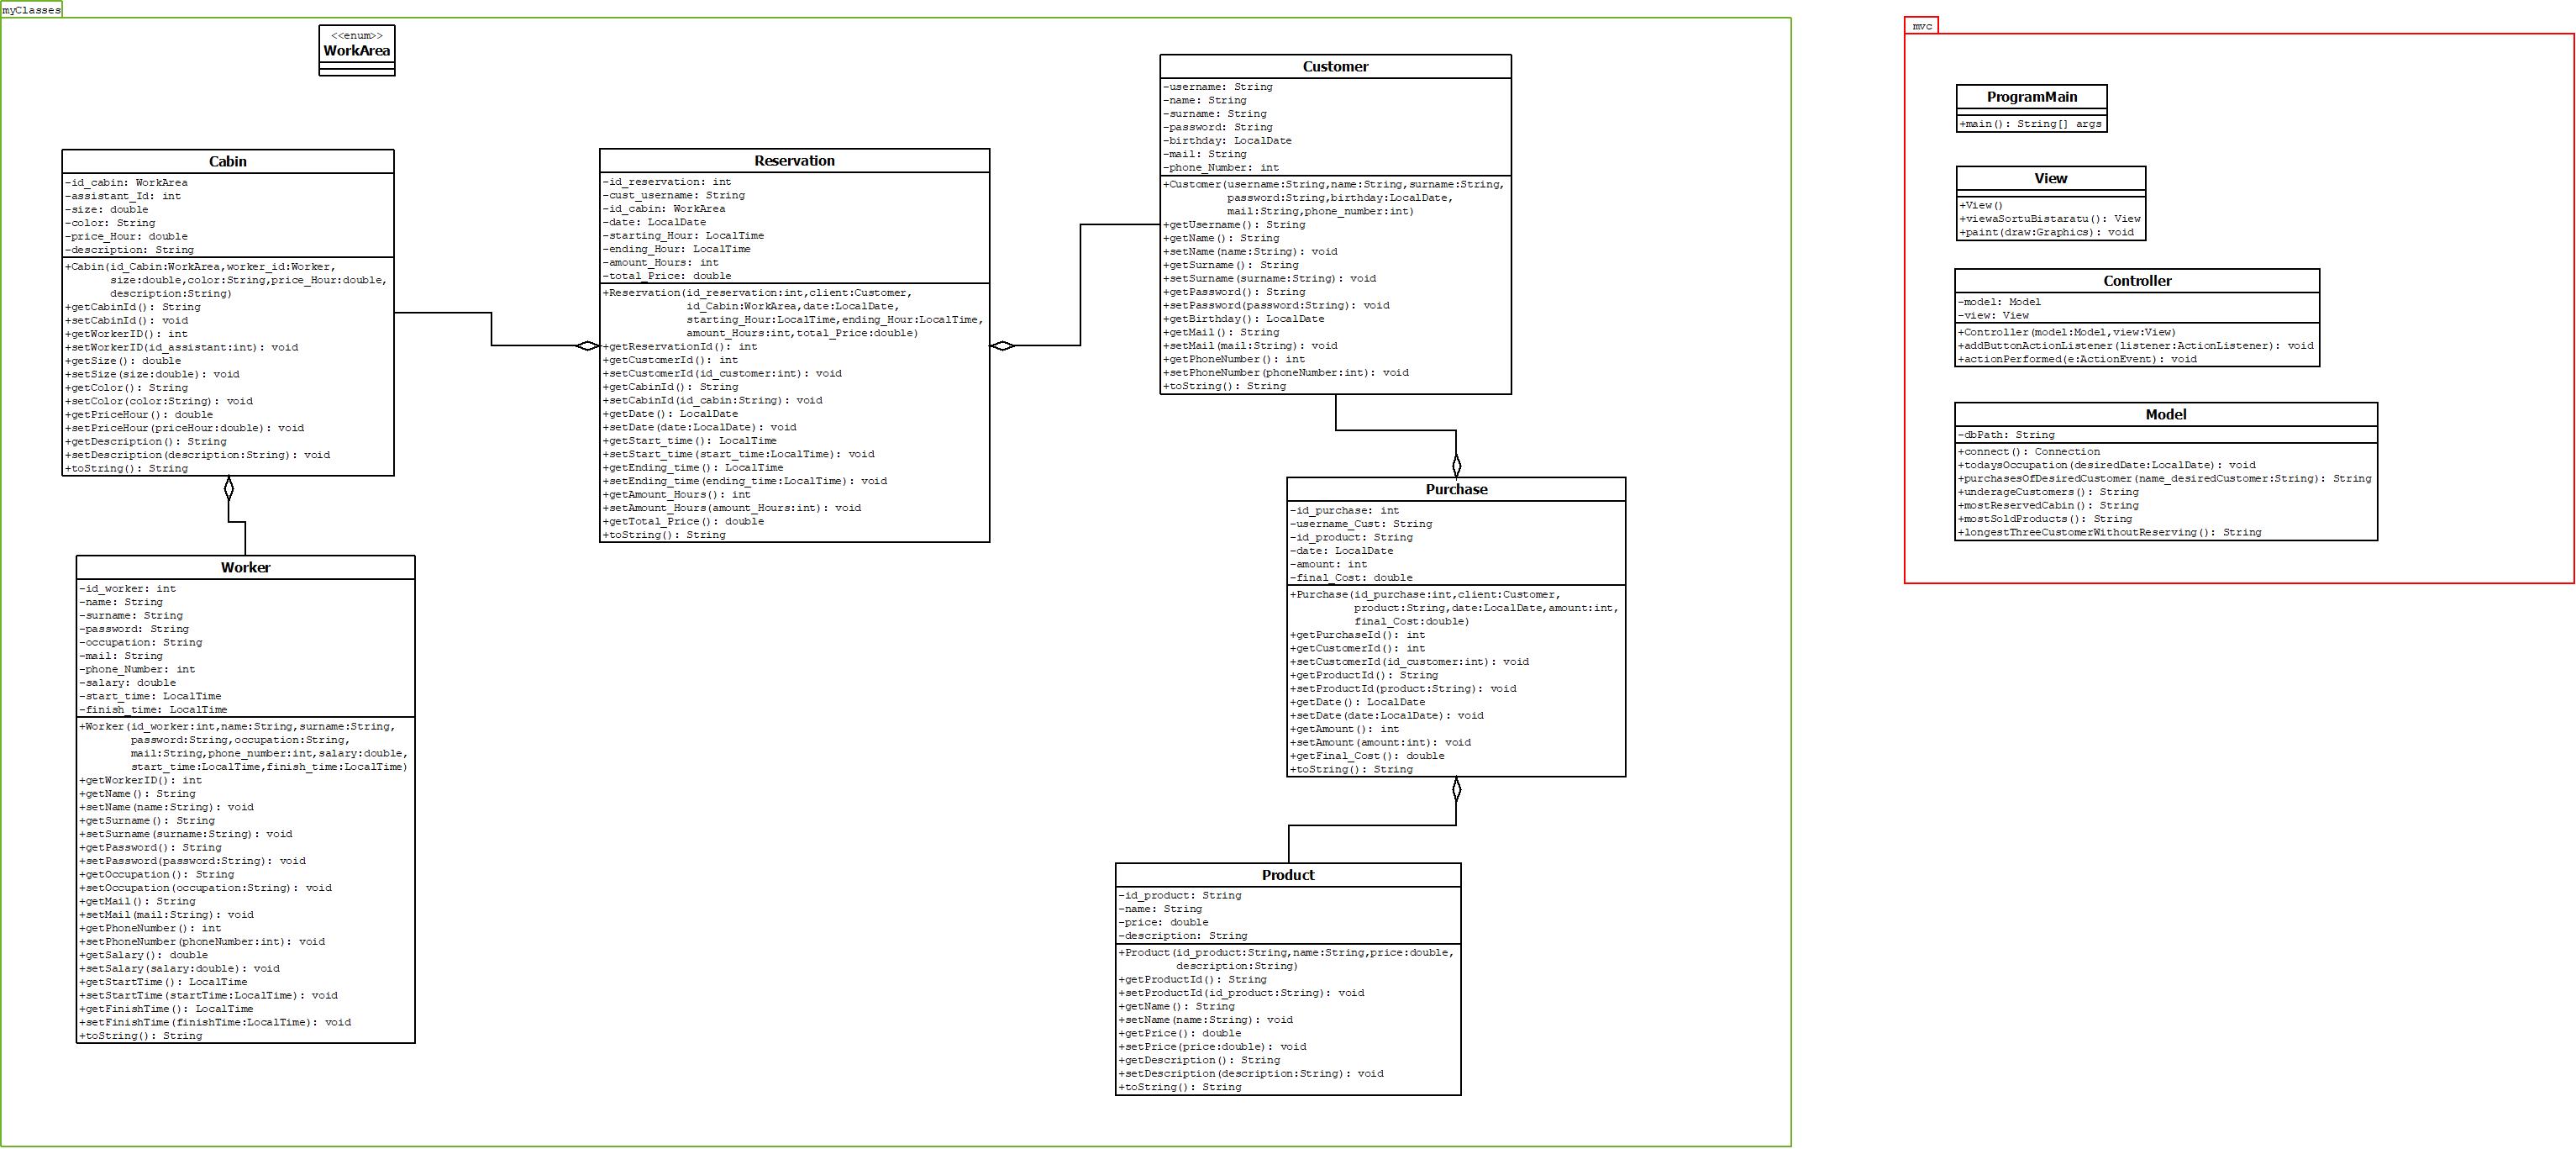 myClasses
<<enum>>
WorkArea
Cabin
-id_cabin: WorkArea
-assistant_Id: int
-size: double
-color: String
-price_Hour: double
-description: String
+Cabin(id_Cabin:WorkArea,worker_id:Worker,
size:double,color:String,price_Hour:double,
description:String)
+getCabinId(): String
+setCabinId(): void
+getWorkerID(): int
+setWorkerID(id_assistant:int): void
+getSize(): double
+setSize(size:double): void
+getColor(): String
+setColor(color:String): void
+getPriceHour(): double
+setPriceHour(priceHour:double): void
+getDescription(): String
+setDescription(description:String): void
+toString(): String
Worker
-id_worker: int
-name: String
-surname: String
-password: String
-occupation: String
-mail: String
-phone_Number: int
-salary: double
-start_time: LocalTime
-finish_time: LocalTime
+Worker(id_worker:int,name:String,surname:String,
password:String,occupation:String,
mail:String,phone_number:int,salary:double,
start_time:LocalTime,finish_time:LocalTime)
+getWorkerID(): int
+getName(): String
+setName(name:String): void
+getSurname(): String
+setSurname(surname:String): void
+getPassword(): String
+setPassword(password:String): void
+getOccupation(): String
+setOccupation(occupation:String): void
+getMail(): String
+setMail(mail:String): void
+getPhoneNumber(): int
+setPhoneNumber(phoneNumber:int): void
+getSalary(): double
+setSalary(salary:double): void
+getStartTime(): LocalTime
+setStartTime(startTime:LocalTime): void
+getFinishTime(): LocalTime
+setFinishTime(finishTime:LocalTime): void
+toString(): String
Reservation
-id_reservation: int
-cust_username: String
-id_cabin: WorkArea
-date: LocalDate
-starting_Hour: LocalTime
-ending_Hour: LocalTime
-amount_Hours: int
-total_Price: double
+Reservation(id_reservation:int,client:Customer,
id_Cabin:WorkArea,date:LocalDate,
starting_Hour:LocalTime,ending_Hour:LocalTime,
amount_Hours:int,total_Price:double)
+getReservationId(): int
+getCustomerId(): int
+setCustomerId(id_customer:int): void
+getCabinId(): String
+setCabinId(id_cabin:String): void
+getDate(): LocalDate
+setDate(date:LocalDate): void
+getStart_time(): LocalTime
+setStart_time(start_time:LocalTime): void
+getEnding_time(): LocalTime
+setEnding_time(ending_time:LocalTime): void
+getAmount_Hours(): int
+setAmount_Hours(amount_Hours:int): void
+getTotal_Price(): double
+toString(): String
Customer
-username: String
-name: String
-surname: String
-password: String
-birthday: LocalDate
-mail: String
-phone_Number: int
+Customer(username:String,name:String,surname:String,
password:String,birthday:LocalDate,
mail:String,phone_number:int)
+getUsername(): String
+getName(): String
+setName(name:String): void
+getSurname(): String
+setSurname(surname:String): void
+getPassword(): String
+setPassword(password:String): void
+getBirthday(): LocalDate
+getMail(): String
+setMail(mail:String): void
+getPhoneNumber(): int
+setPhoneNumber(phoneNumber:int): void
+toString(): String
Purchase
-id_purchase: int
-username_Cust: String
-id_product: String
-date: LocalDate
-amount: int
-final_Cost: double
+Purchase(id_purchase:int,client:Customer,
product:String,date:LocalDate,amount:int,
final_Cost:double)
+getPurchaseId(): int
+getCustomerId(): int
+setCustomerId(id_customer:int): void
+getProductId(): String
+setProductId(product:String): void
+getDate(): LocalDate
+setDate(date:LocalDate): void
+getAmount(): int
+setAmount(amount:int): void
+getFinal_Cost(): double
+toString(): String
Product
-id_product: String
-name: String
-price: double
-description: String
+Product(id_product:String,name:String,price:double,
description:String)
+getProductId(): String
+setProductId(id_product:String): void
+getName(): String
+setName(name:String): void
+getPrice(): double
+setPrice(price:double): void
+getDescription(): String
+setDescription(description:String): void
+toString(): String
mvc
ProgramMain
+main(): String[] args
View
+View()
+viewaSortuBistaratu(): View
+paint(draw:Graphics): void
Controller
-model: Model
-view: View
+Controller(model:Model,view:View)
+addButtonActionListener(listener:ActionListener): void
+actionPerformed(e:ActionEvent): void
Model
-dbPath: String
+connect(): Connection
+todaysOccupation(desiredDate:LocalDate): void
+purchasesOfDesiredCustomer(name_desiredCustomer:String): String
+underageCustomers(): String
+mostReservedCabin(): String
+mostSoldProducts(): String
+longestThreeCustomerWithoutReserving(): String